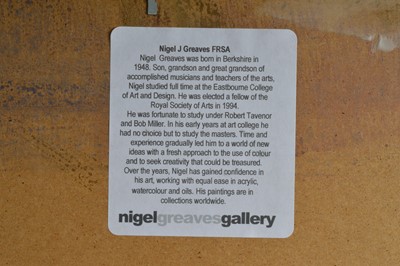 Nigel J Greaves FRSA
Nigel Greaves was born in Berkshire in
1948. Son, grandson and great grandson of
accomplished musicians and teachers of the arts,
Nigel studied full time at the Eastbourne College
of Art and Design. He was elected a fellow of the
Royal Society of Arts in 1994.
He was fortunate to study under Robert Tavenor
and Bob Miller. In his early years at art college he
had no choice but to study the masters. Time and
experience gradually led him to a world of new
ideas with a fresh approach to the use of colour
and to seek creativity that could be treasured.
Over the years, Nigel has gained confidence in
his art, working with equal ease in acrylic,
watercolour and oils. His paintings are in
collections worldwide.
nigelgreavesgallery